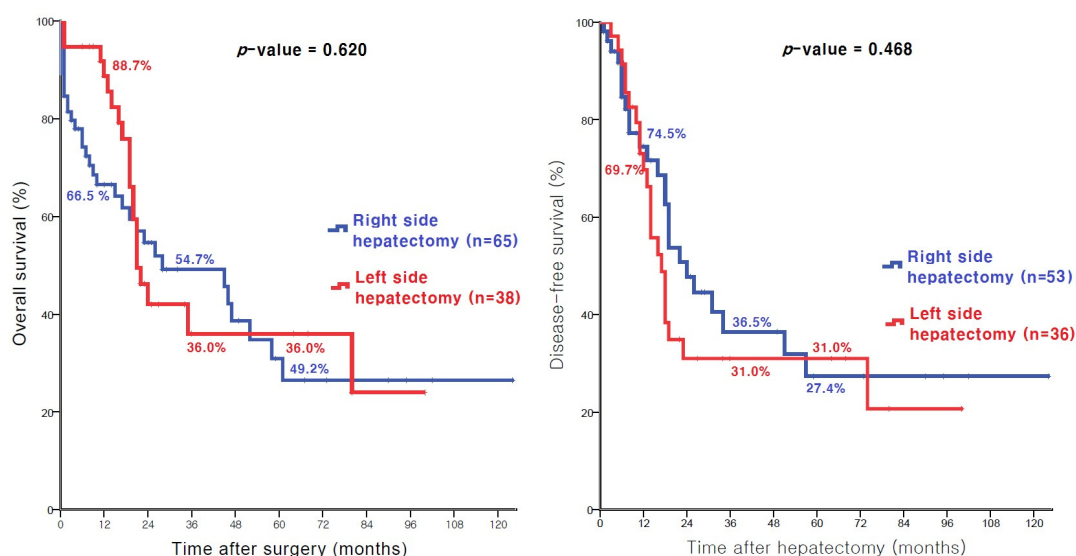 p-value = 0.620
100
80
60
40
20
0
Overall survival (%)
88.7%
66.5 %
54.7%
36.0%
36.0%
49.2%
Right side
hepatectomy (n=65)
Left side
hepatectomy (n=38)
0 12 24 36 48 60 72 84 96 108 120
Time after surgery (months)
p-value = 0.468
100
80
60
40
20
0
Disease-free survival (%)
74.5%
69.7%
36.5%
31.0%
31.0%
27.4%
Right side
hepatectomy (n=53)
Left side
hepatectomy (n=36)
0 12 24 36 48 60 72 84 96 108 120
Time after hepatectomy (months)